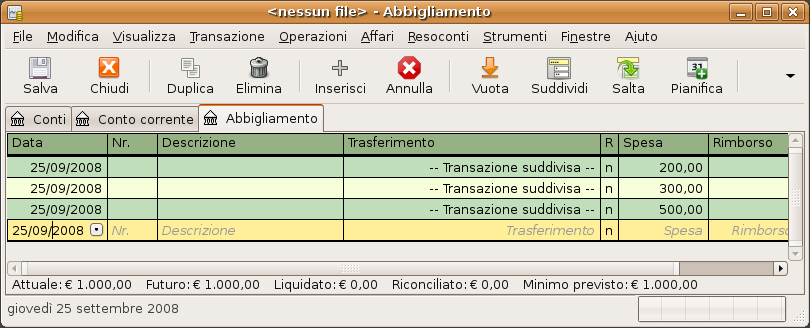 <nessun file> - Abbigliamento
File Modifica Visualizza Transazione Operazioni Affari Resoconti Strumenti Finestre Aiuto
Salva Chiudi Duplica Elimina Inserisci Annulla Vuota Suddividi Salta Pianifica
Conti Conto corrente Abbigliamento
Data Nr. Descrizione Trasferimento R Spesa Rimborso
25/09/2008 -- Transazione suddivisa -- n 200,00
25/09/2008 -- Transazione suddivisa -- n 300,00
25/09/2008 -- Transazione suddivisa -- n 500,00
25/09/2008 Nr. Descrizione Trasferimento n Spesa Rimborso
Attuale: € 1.000,00 Futuro: € 1.000,00 Liquidato: € 0,00 Riconciliato: € 0,00 Minimo previsto: € 1.000,00
giovedì 25 settembre 2008